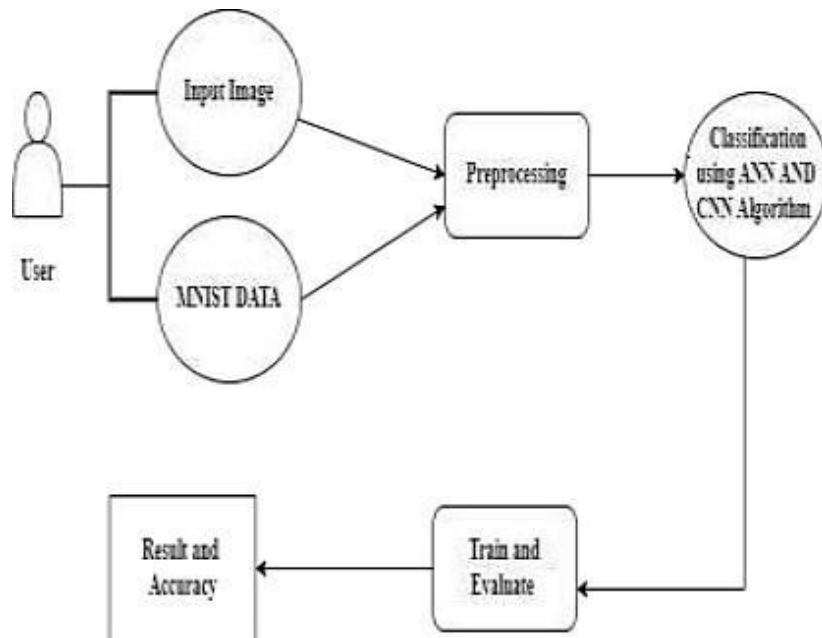 Input Image
User
MNIST DATA
Preprocessing
Classification
using ANN AND
CNN Algorithm
Train and
Evaluate
Result and
Accuracy